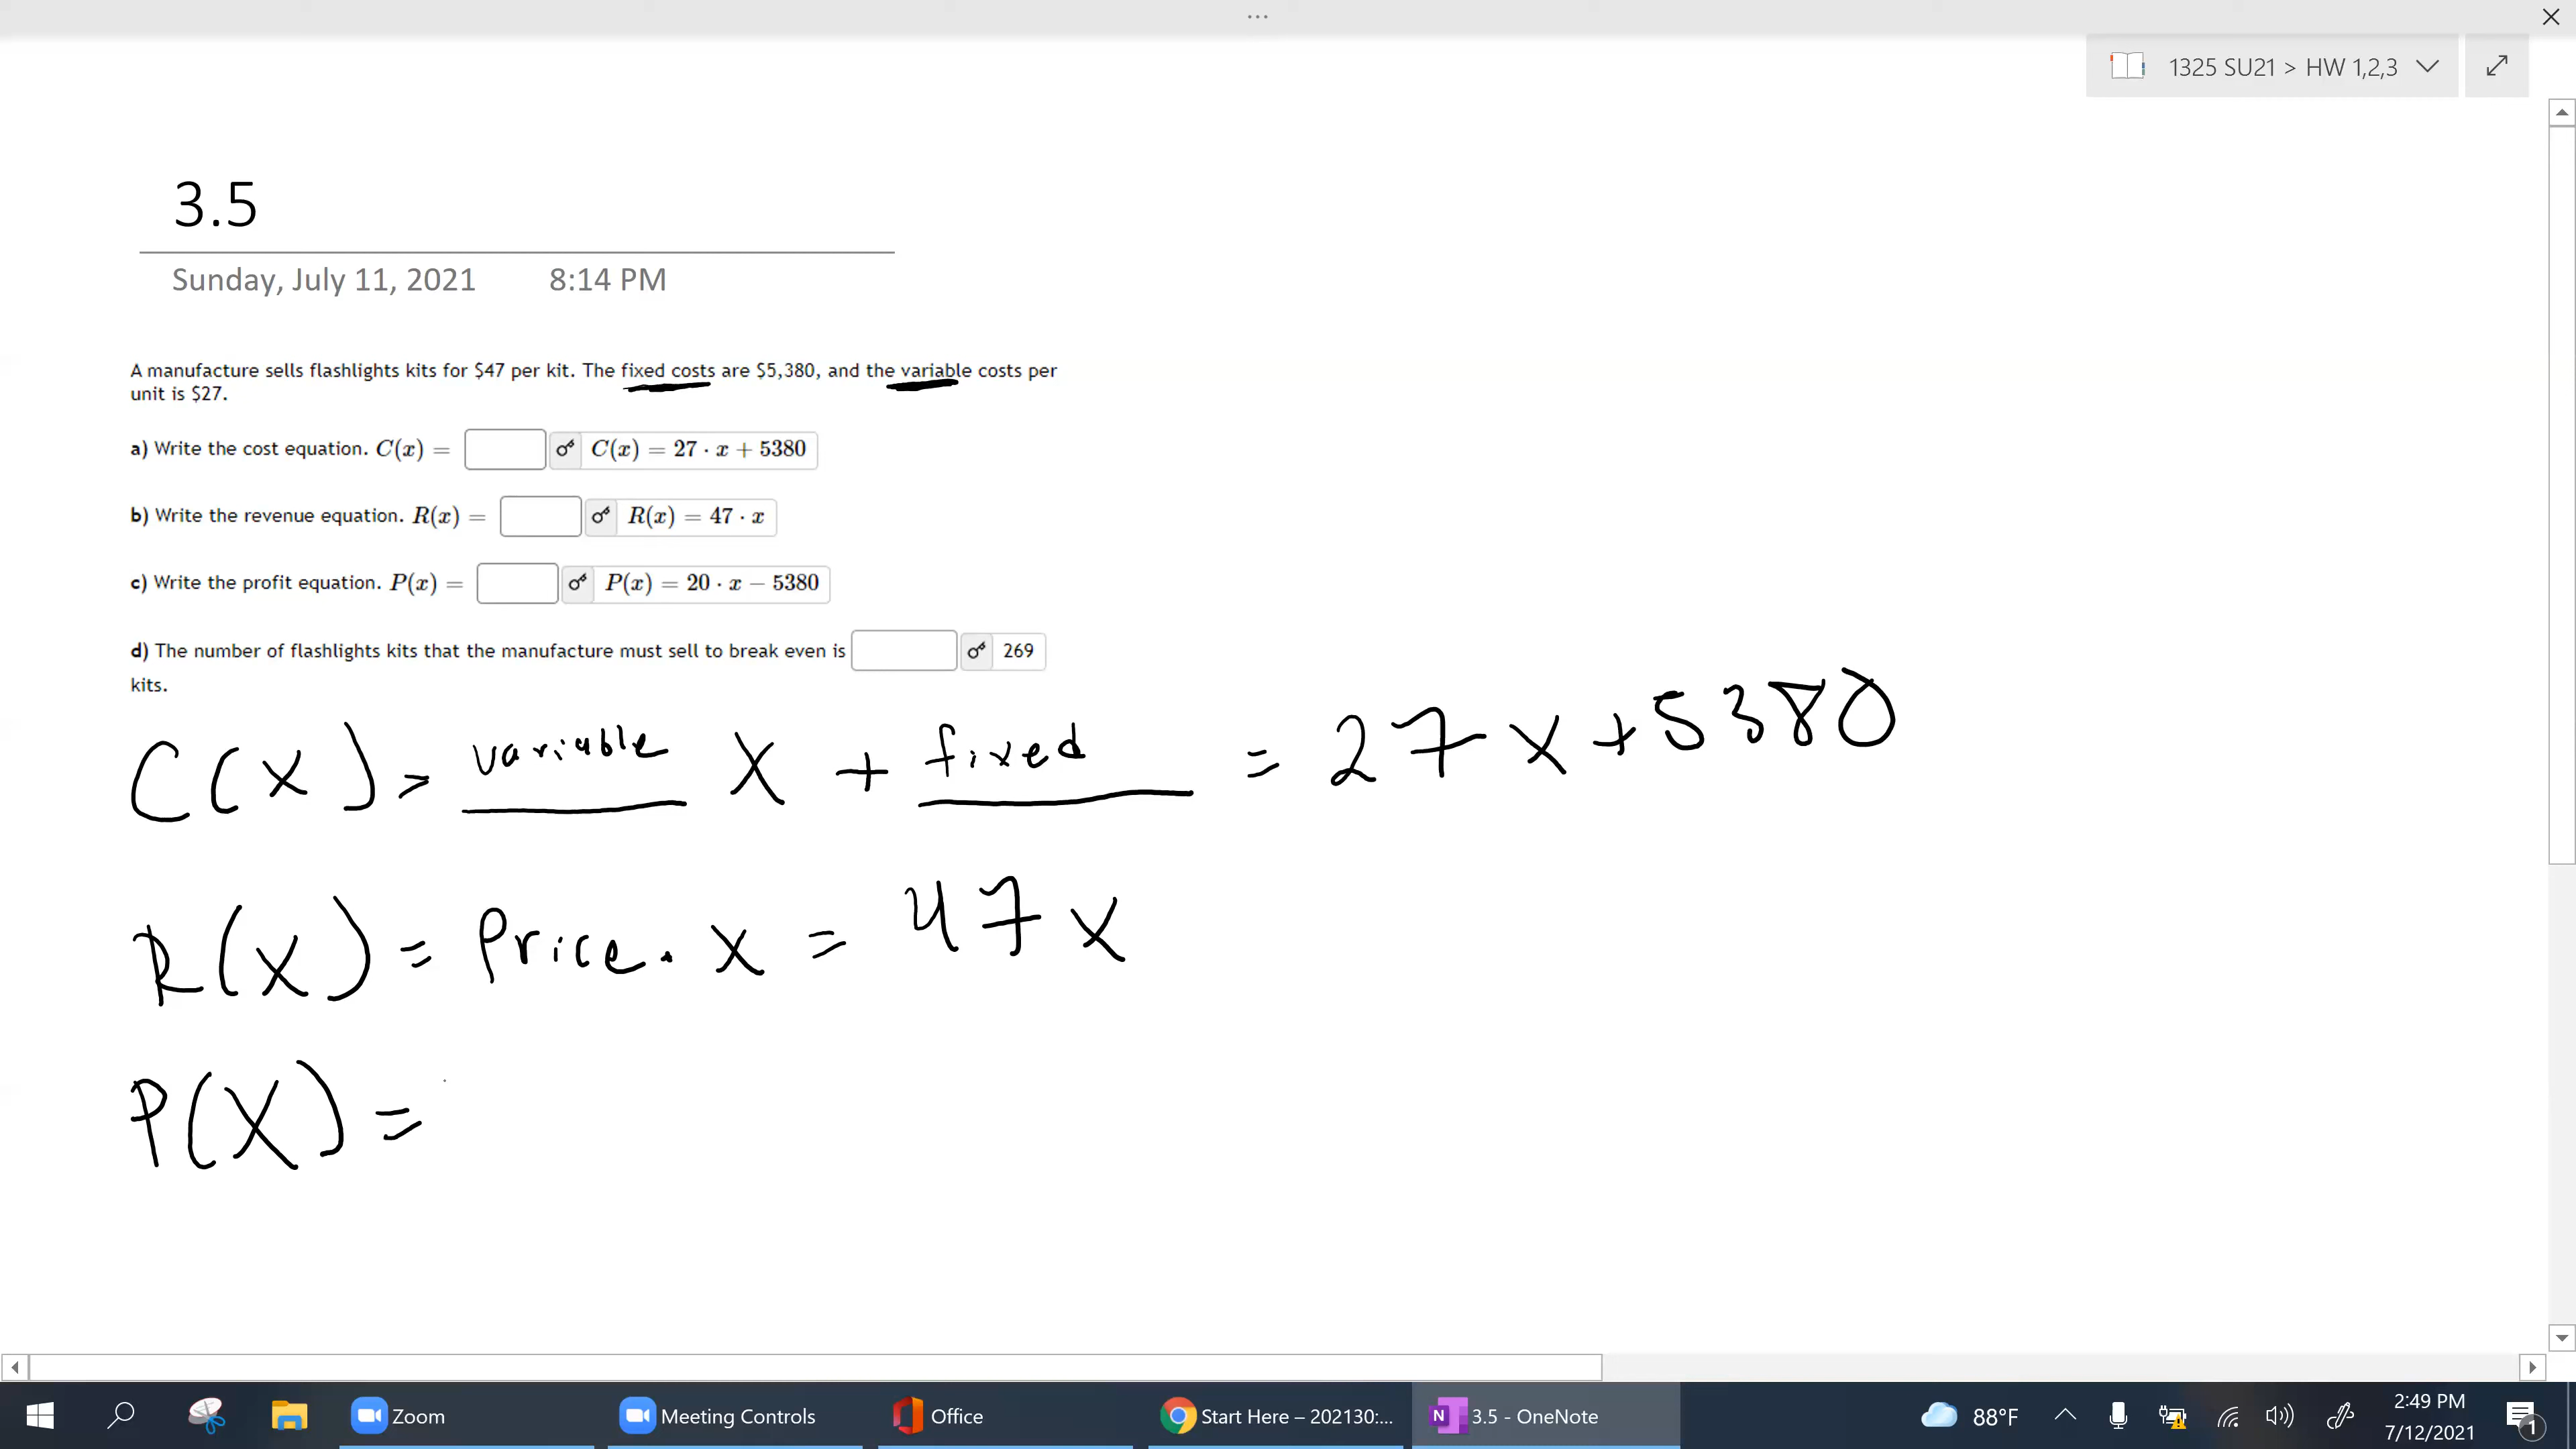 1325 SU21 > HW 1,2,3
3.5
Sunday, July 11, 2021 8:14 PM
A manufacture sells flashlights kits for $47 per kit. The fixed costs are $5,380, and the variable costs per
unit is $27.
a) Write the cost equation. C(x) = C(x) = 27 · x + 5380
b) Write the revenue equation. R(x) = R(x) = 47 · x
c) Write the profit equation. P(x) = P(x) = 20 · x − 5380
d) The number of flashlights kits that the manufacture must sell to break even is 269
kits.
C(x) = variable x + fixed = 27x+5380
R(x) = Price · x = 47x
P(x) =
Zoom Meeting Controls Office Start Here – 202130:... N 3.5 - OneNote 88°F 2:49 PM
7/12/2021 1